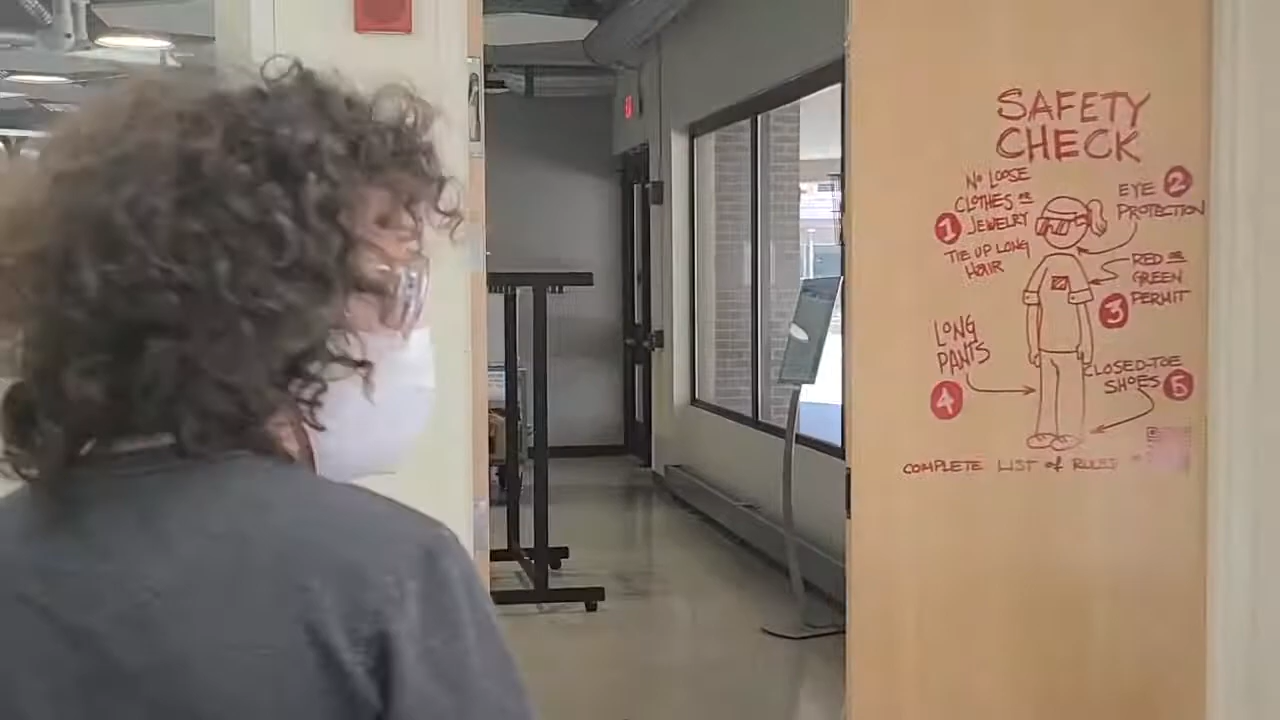 SAFETY
CHECK
1
No LOOSE
CLOTHES OR
JEWELRY
TIE UP LONG
HAIR
EYE
PROTECTION
2
RED OR
GREEN
PERMIT
3
LONG
PANTS
4
CLOSED-TOE
SHOES
5
COMPLETE LIST of RULES